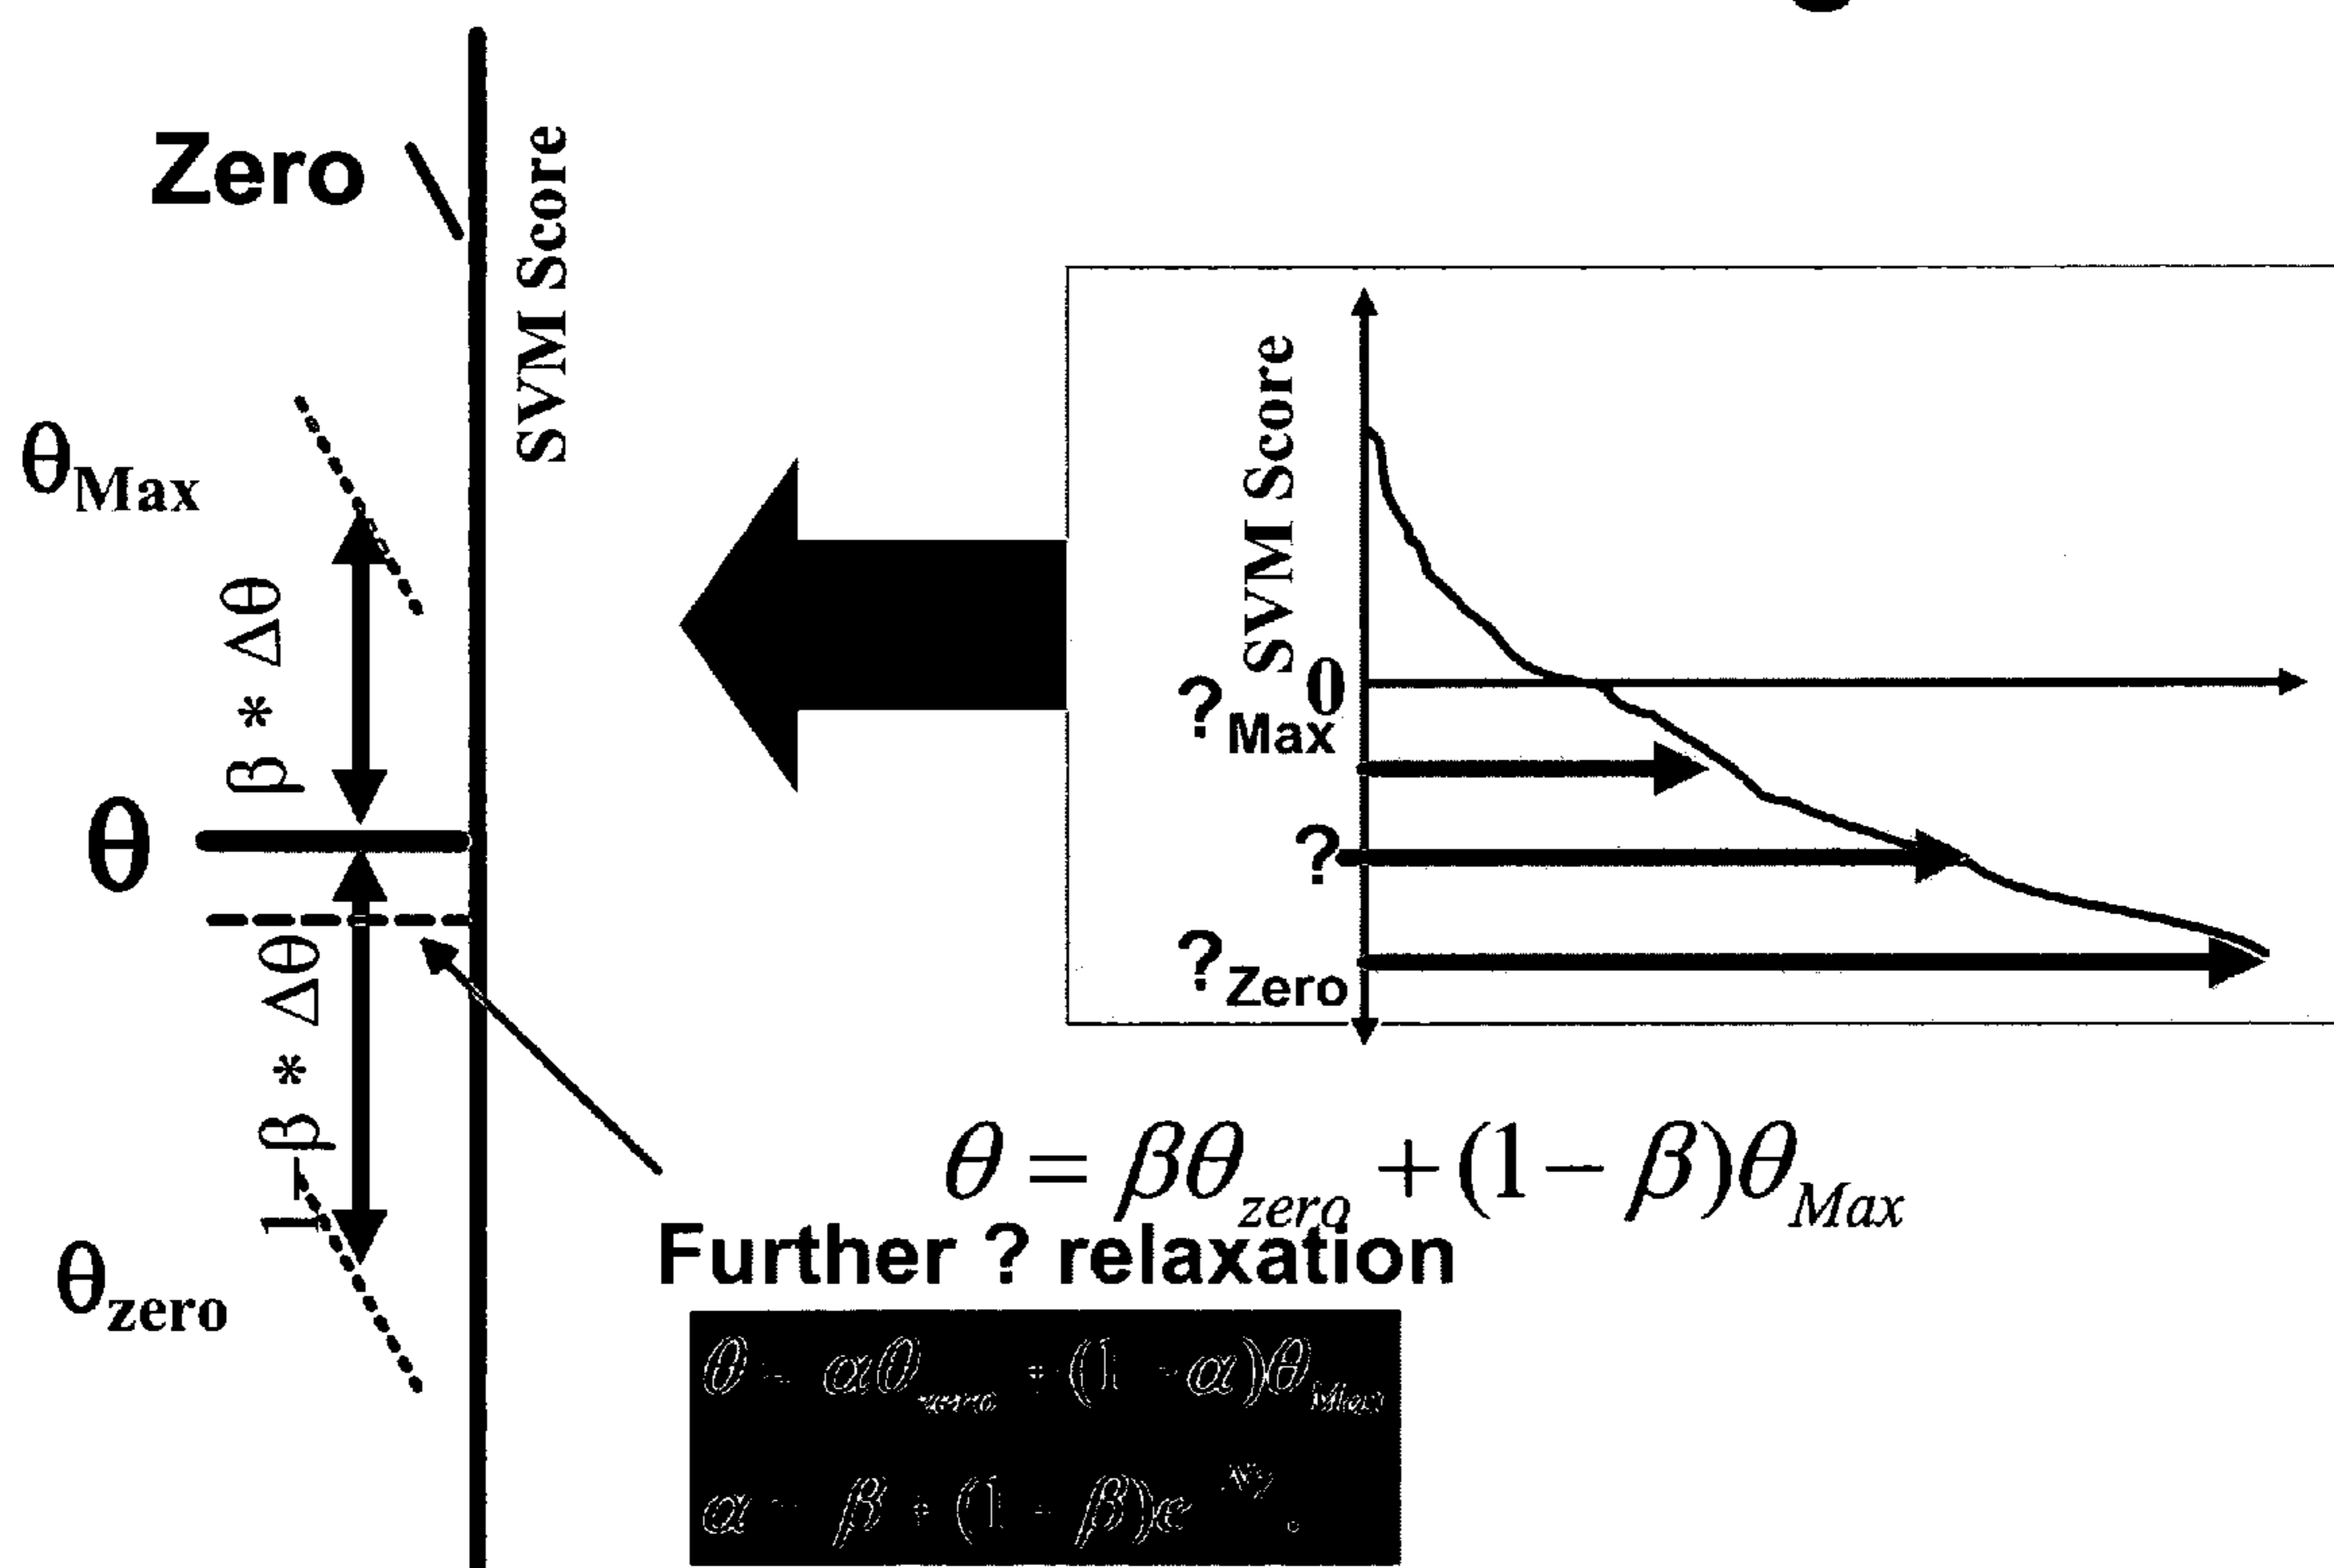 Zero
SVM Score
θMax
β * Δθ
θ
1-β * Δθ
θzero
SVM Score
0
?Max
?
?Zero
θ = βθzero + (1 − β)θMax
Further ? relaxation
θ = αθzero + (1 - α)θMax
α = β + (1 - β)e